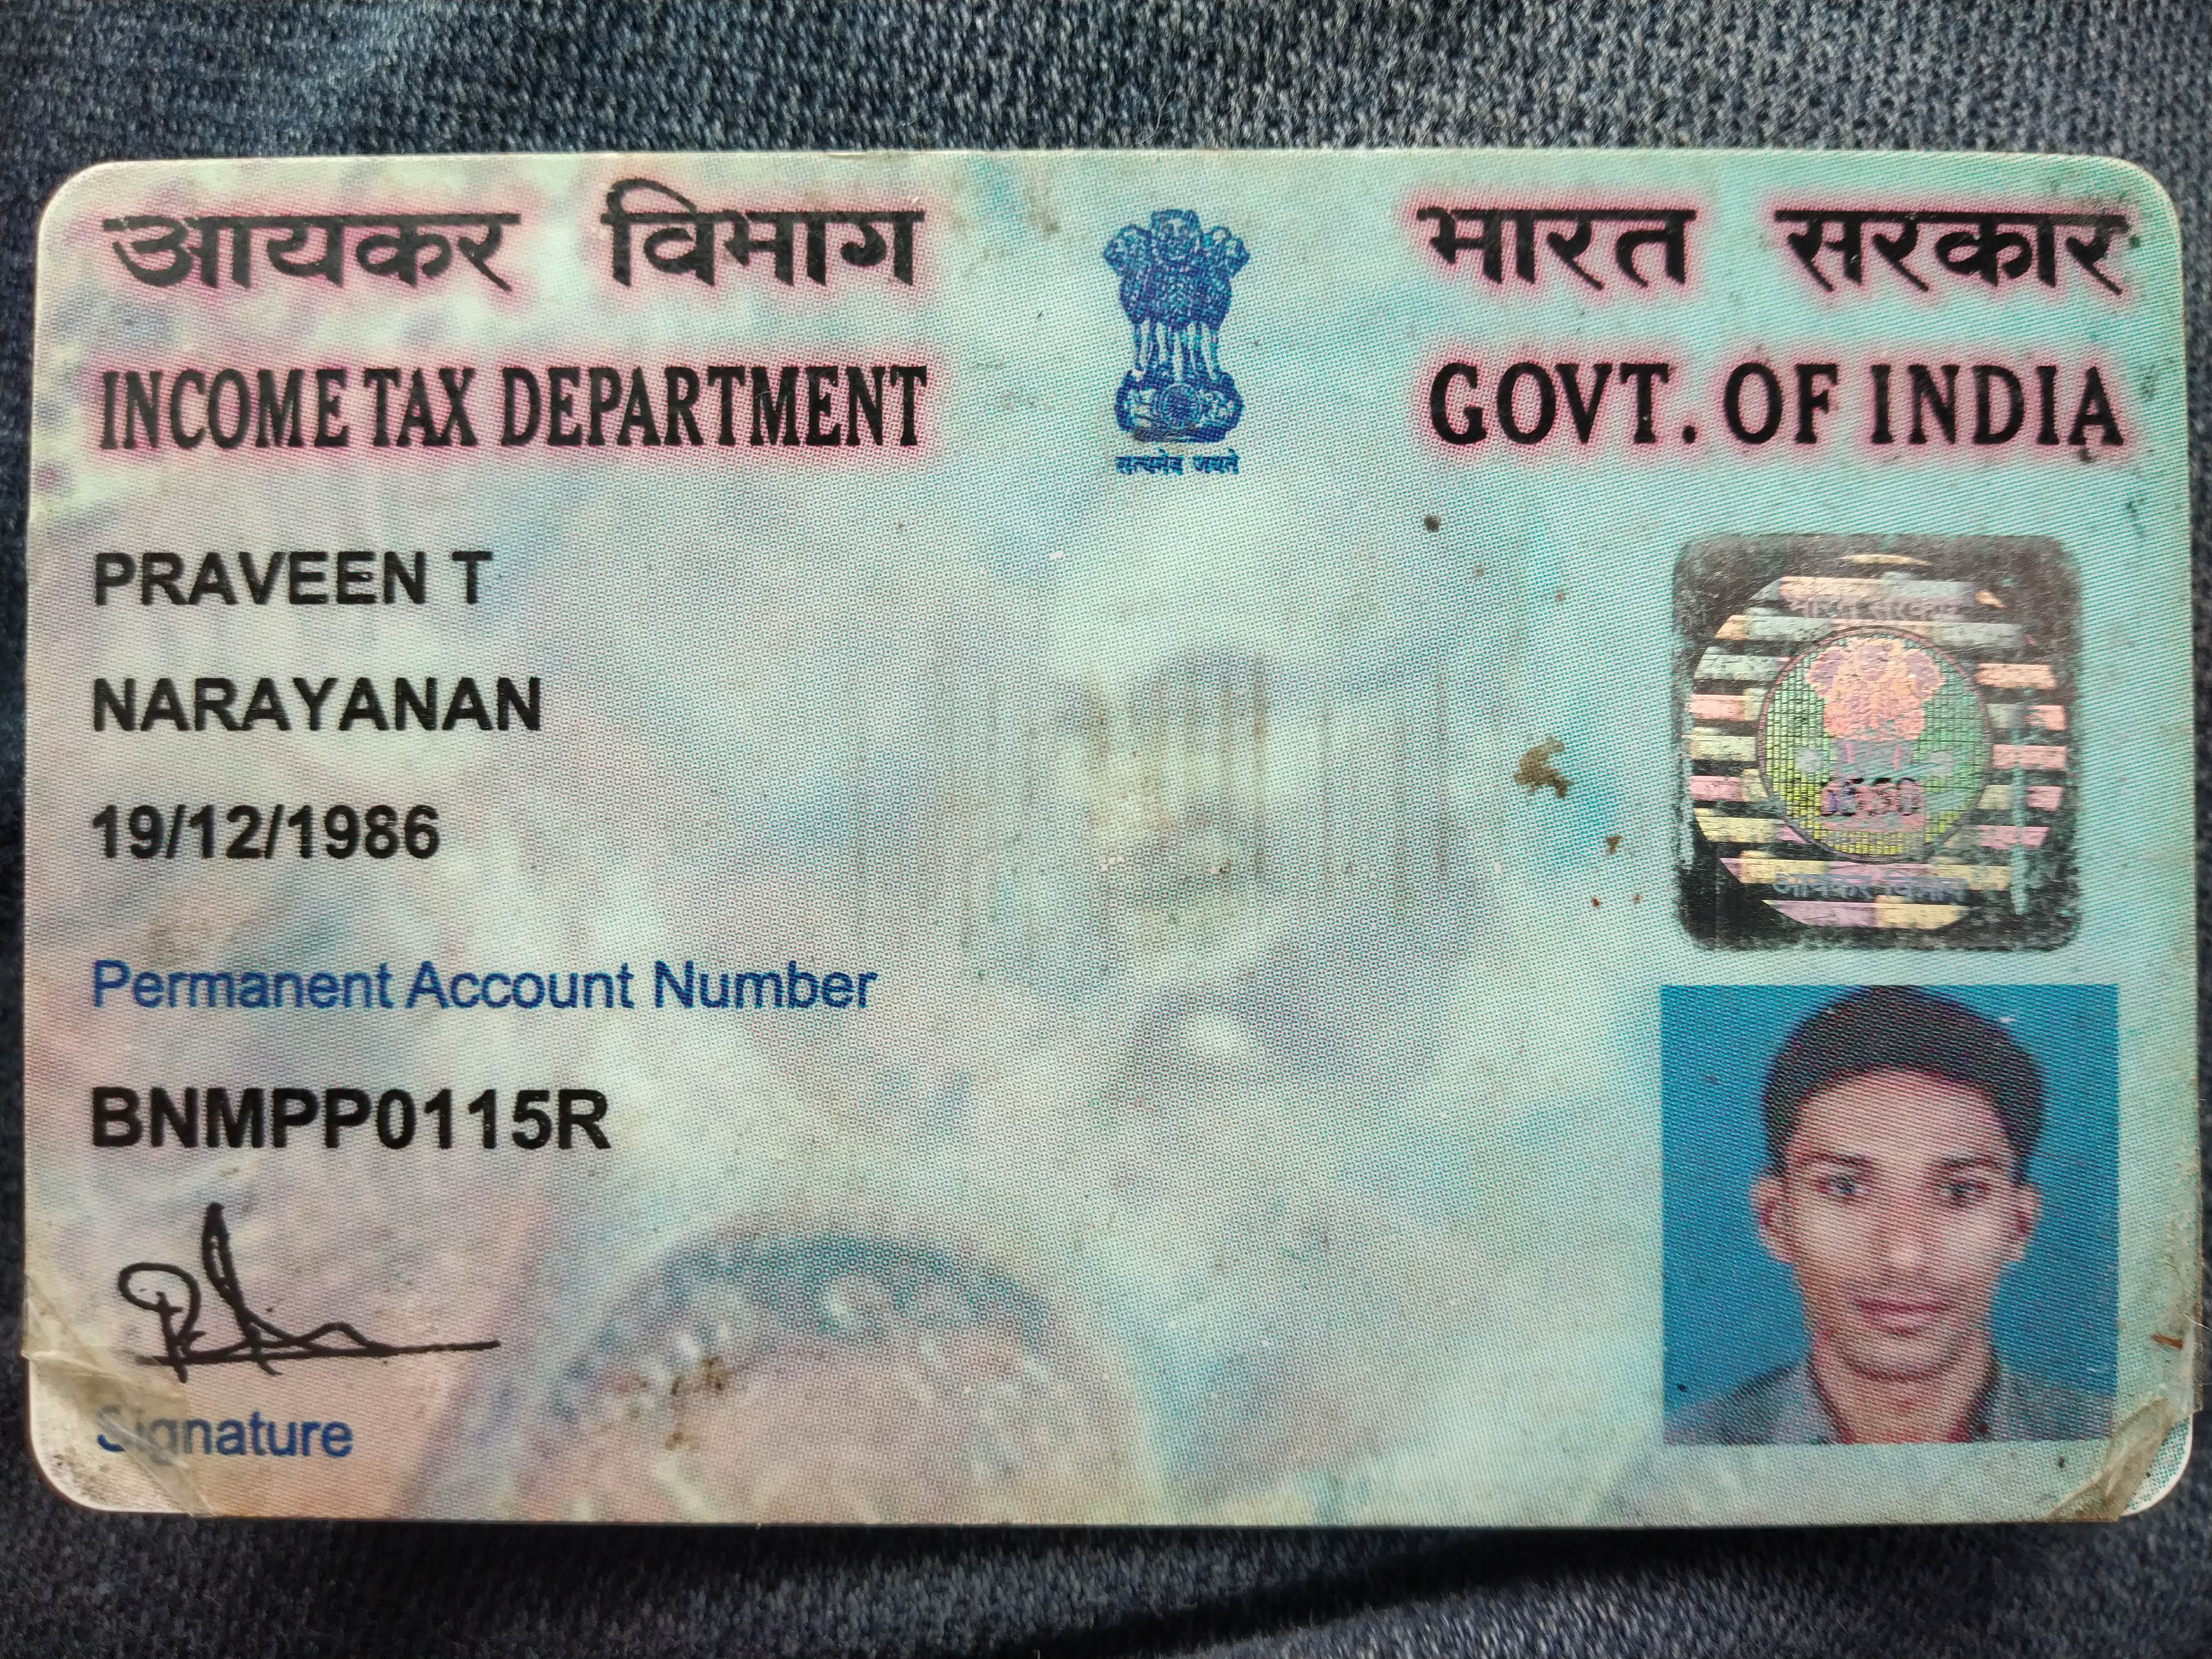 आयकर विभाग
INCOME TAX DEPARTMENT
सत्यमेव जयते
भारत सरकार
GOVT. OF INDIA
PRAVEEN T
NARAYANAN
19/12/1986
Permanent Account Number
BNMPP0115R
Signature